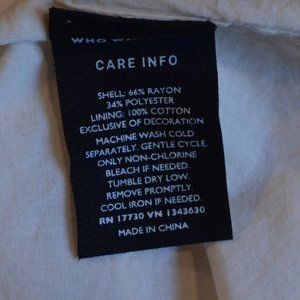 WHO W
CARE INFO
SHELL: 66% RAYON
34% POLYESTER
LINING: 100% COTTON
EXCLUSIVE OF DECORATION
MACHINE WASH COLD
SEPARATELY. GENTLE CYCLE.
ONLY NON-CHLORINE
BLEACH IF NEEDED.
TUMBLE DRY LOW.
REMOVE PROMPTLY.
COOL IRON IF NEEDED.
RN 17730 VN 1343630
MADE IN CHINA